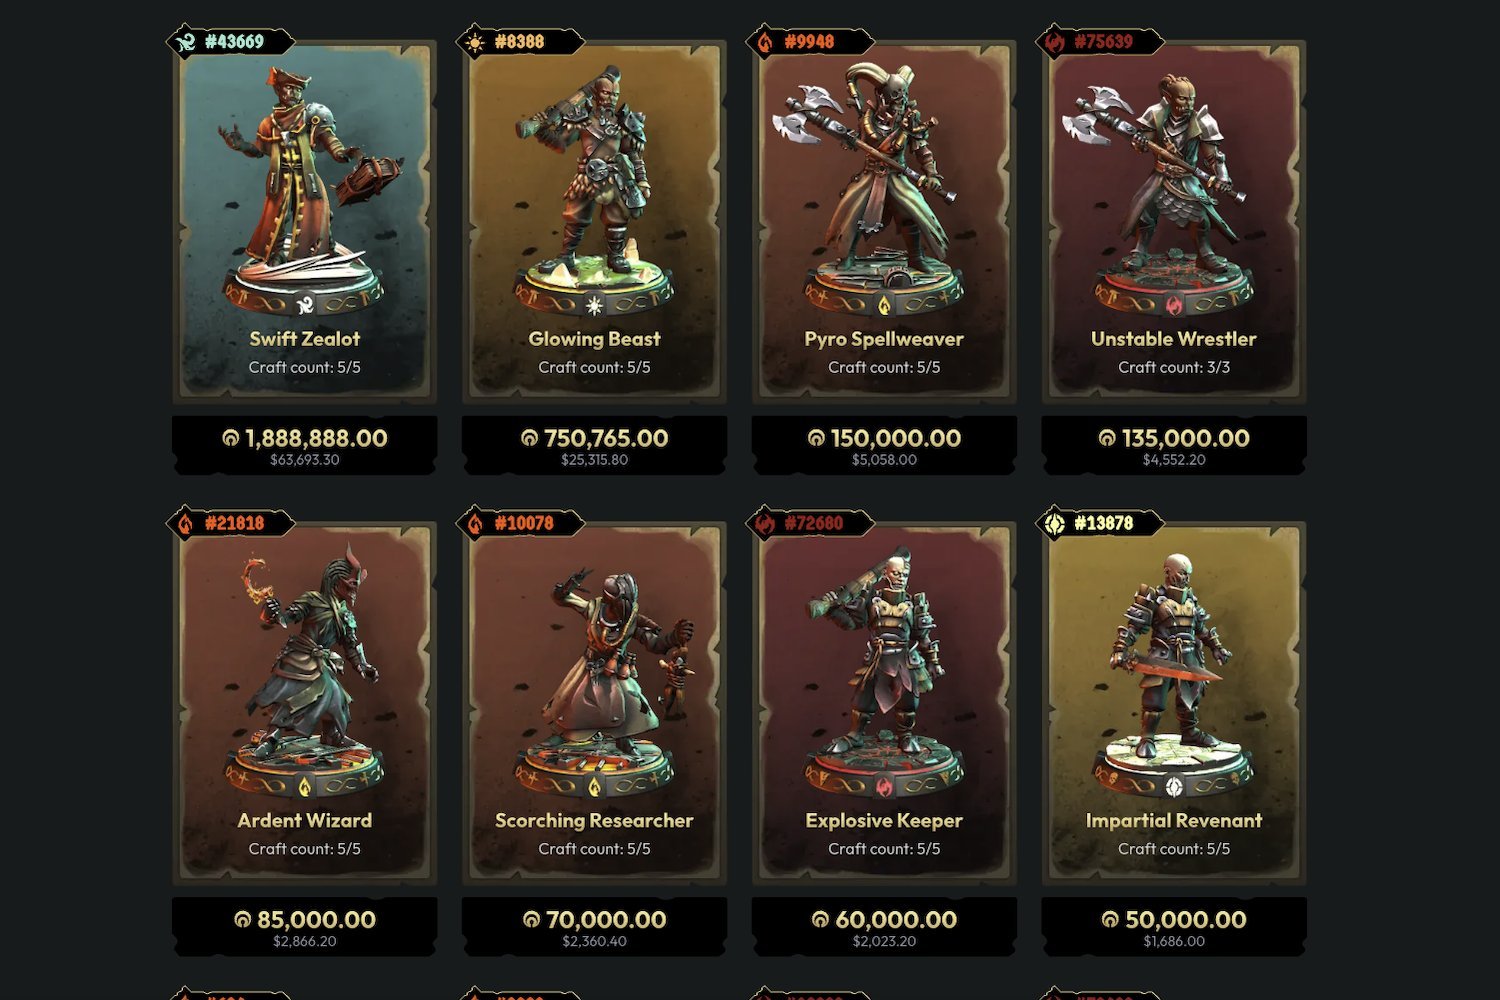 #43669
Swift Zealot
Craft count: 5/5
1,888,888.00
$63,693.30
#8388
Glowing Beast
Craft count: 5/5
750,765.00
$25,315.80
#9948
Pyro Spellweaver
Craft count: 5/5
150,000.00
$5,058.00
#75639
Unstable Wrestler
Craft count: 3/3
135,000.00
$4,552.20
#21818
Ardent Wizard
Craft count: 5/5
85,000.00
$2,866.20
#10078
Scorching Researcher
Craft count: 5/5
70,000.00
$2,360.40
#72680
Explosive Keeper
Craft count: 5/5
60,000.00
$2,023.20
#13878
Impartial Revenant
Craft count: 5/5
50,000.00
$1,686.00